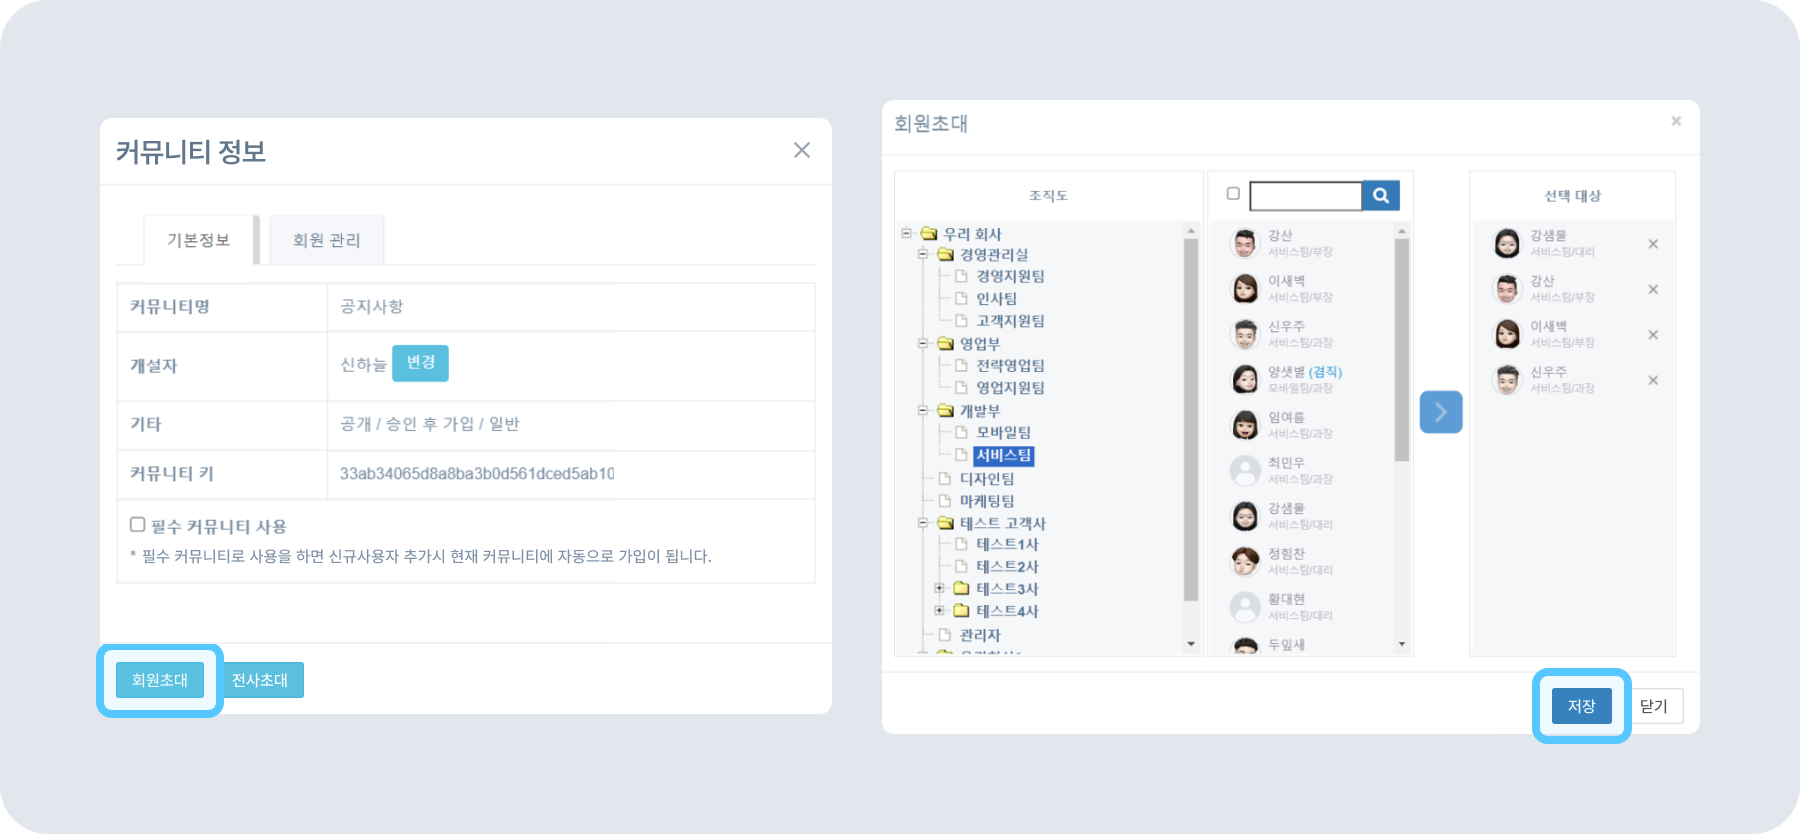 커뮤니티 정보
기본정보
회원 관리
커뮤니티명
공지사항
개설자
신하늘
변경
기타
공개 / 승인 후 가입 / 일반
커뮤니티 키
33ab34065d8a8ba3b0d561dced5ab10
필수 커뮤니티 사용
* 필수 커뮤니티로 사용을 하면 신규사용자 추가시 현재 커뮤니티에 자동으로 가입이 됩니다.
회원초대
전사초대
회원초대
조직도
우리 회사
경영관리실
경영지원팀
인사팀
고객지원팀
영업부
전략영업팀
영업지원팀
개발부
모바일팀
서비스팀
디자인팀
마케팅팀
테스트 고객사
테스트1사
테스트2사
테스트3사
테스트4사
관리자
강산
서비스팀/부장
이새벽
서비스팀/부장
신우주
서비스팀/과장
양샛별 (겸직)
모바일팀/과장
임여름
서비스팀/과장
최민우
서비스팀/과장
강샘물
서비스팀/대리
정힘찬
서비스팀/대리
황대현
서비스팀/대리
두잎새
선택 대상
강샘물
서비스팀/대리
강산
서비스팀/부장
이새벽
서비스팀/부장
신우주
서비스팀/과장
저장
닫기